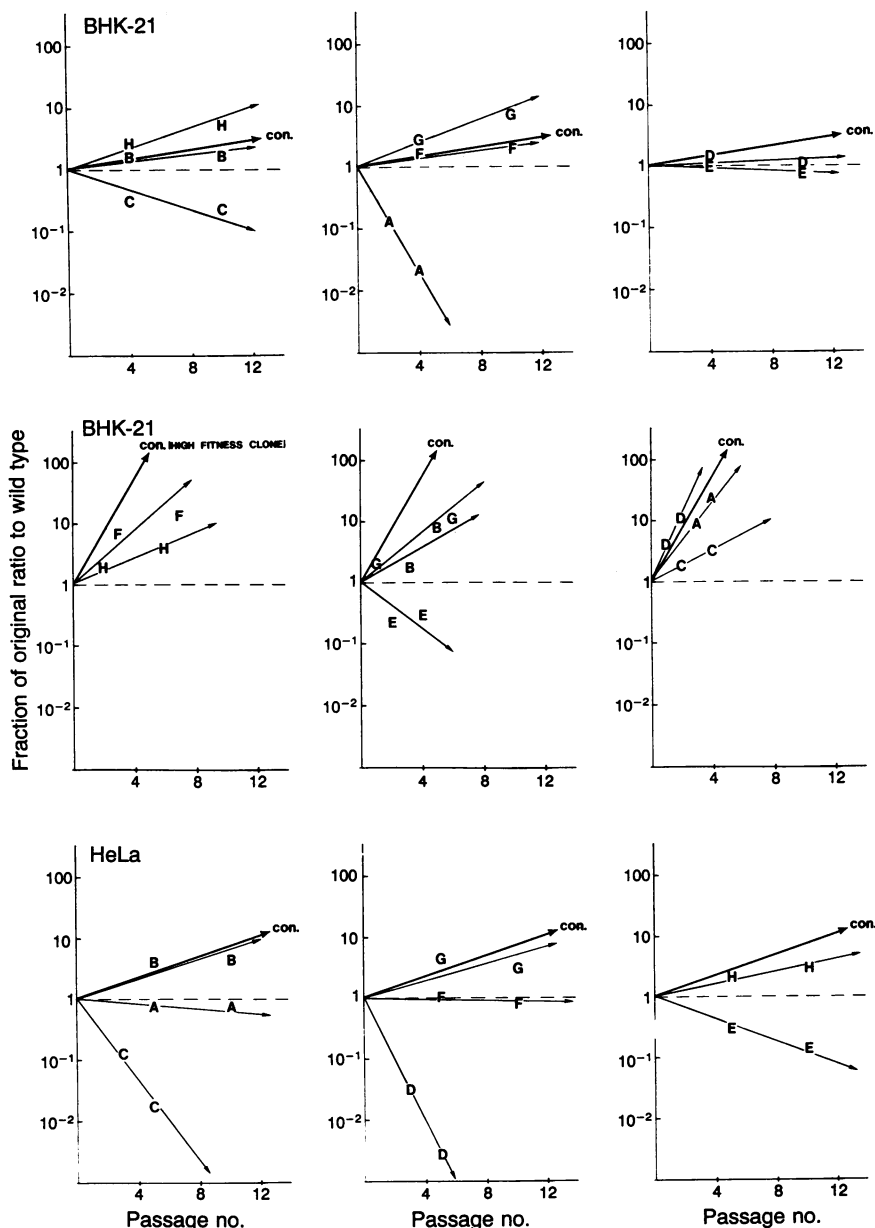 BHK-21
100
10
1
10⁻¹
10⁻²
H
B
C
H
B
C
con.
4
8
12
100
10
1
10⁻¹
10⁻²
G
F
A
A
G
F
con.
4
8
12
100
10
1
10⁻¹
10⁻²
D
E
D
E
con.
4
8
12
Fraction of original ratio to wild type
BHK-21
con. [HIGH FITNESS CLONE]
100
10
1
10⁻¹
10⁻²
F
H
F
H
4
8
12
con.
100
10
1
10⁻¹
10⁻²
G
B
B
G
E
E
4
8
12
con.
100
10
1
10⁻¹
10⁻²
D
D
A
A
C
C
4
8
12
HeLa
100
10
1
10⁻¹
10⁻²
B
B
A
A
C
C
con.
4
8
12
Passage no.
100
10
1
10⁻¹
10⁻²
G
G
F
F
D
D
con.
4
8
12
Passage no.
100
10
1
10⁻¹
10⁻²
H
H
E
E
con.
4
8
12
Passage no.